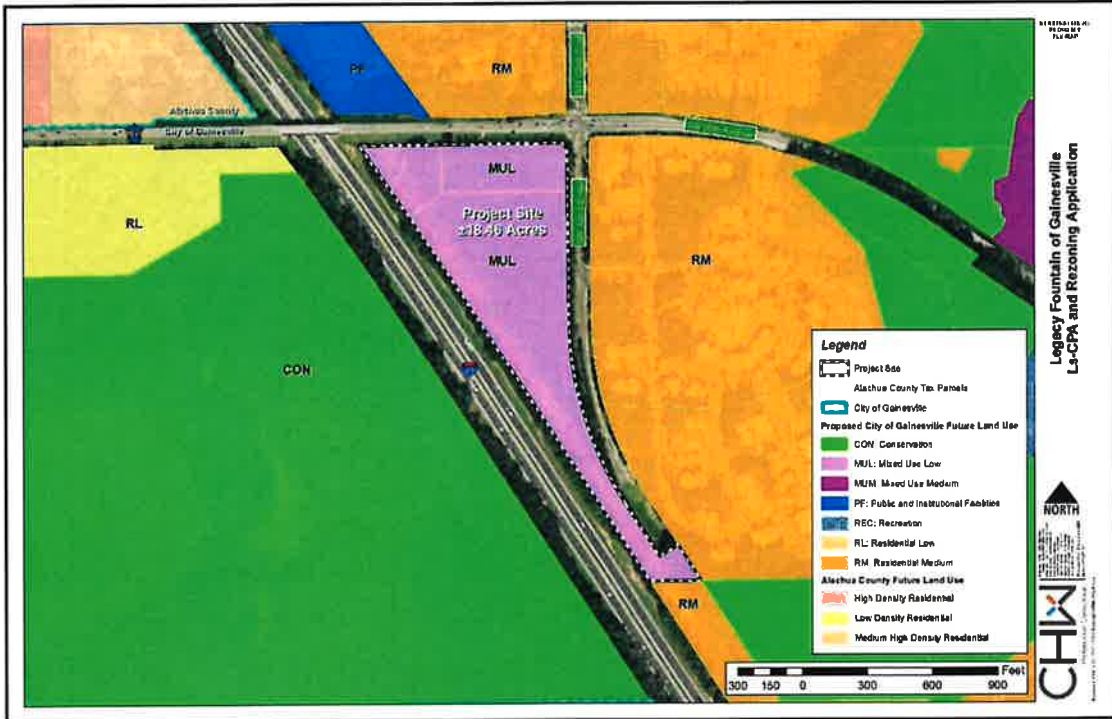 PF
RM
Alachua County
City of Gainesville
MUL
Project Site
±18.46 Acres
RL
MUL
RM
CON
RM
Legend
Project Site
Alachua County Tax Parcels
City of Gainesville
Proposed City of Gainesville Future Land Use
CON: Conservation
MUL: Mixed Use Low
MUM: Mixed Use Medium
PF: Public and Institutional Facilities
REC: Recreation
RL: Residential Low
RM: Residential Medium
Alachua County Future Land Use
High Density Residential
Low Density Residential
Medium High Density Residential
Feet
300 150 0 300 600 900
Legacy Fountain of Gainesville
Ls-CPA and Rezoning Application
NORTH
CHW